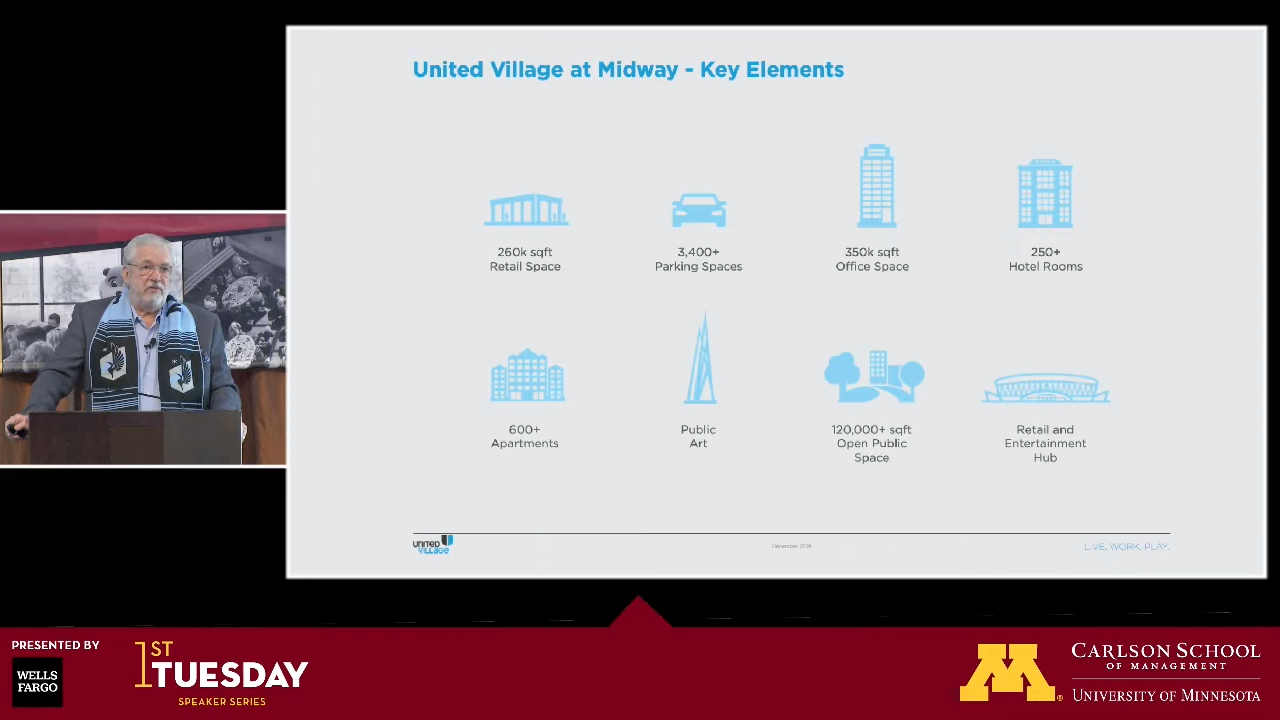 United Village at Midway - Key Elements
260k sqft
Retail Space
3,400+
Parking Spaces
350k sqft
Office Space
250+
Hotel Rooms
600+
Apartments
Public
Art
120,000+ sqft
Open Public
Space
Retail and
Entertainment
Hub
UNITED
VILLAGE
December 2019
LIVE. WORK. PLAY.
PRESENTED BY
WELLS
FARGO
1ST
TUESDAY
SPEAKER SERIES
M
CARLSON SCHOOL
OF MANAGEMENT
UNIVERSITY OF MINNESOTA